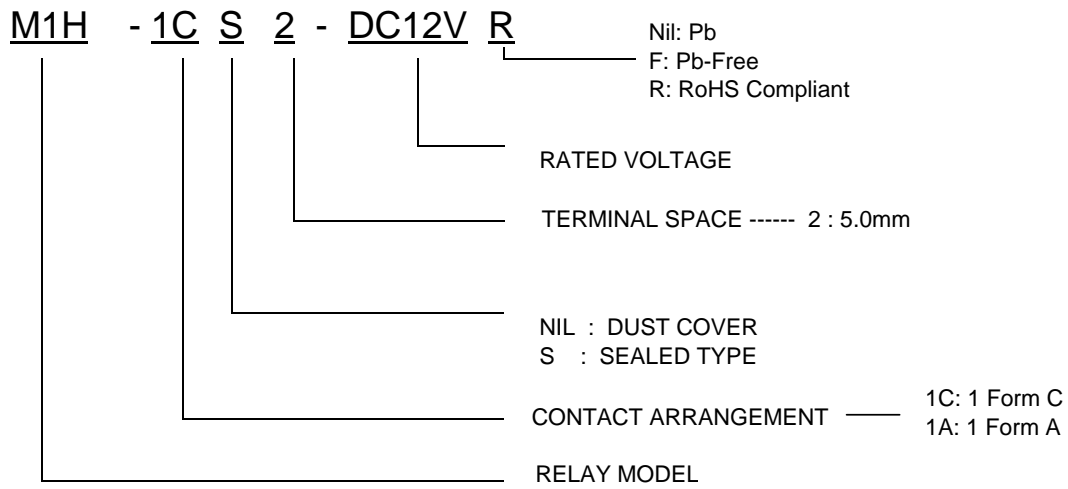 M1H - 1C S 2 - DC12V R
Nil: Pb
F: Pb-Free
R: RoHS Compliant
RATED VOLTAGE
TERMINAL SPACE ------ 2 : 5.0mm
NIL : DUST COVER
S : SEALED TYPE
CONTACT ARRANGEMENT
1C: 1 Form C
1A: 1 Form A
RELAY MODEL